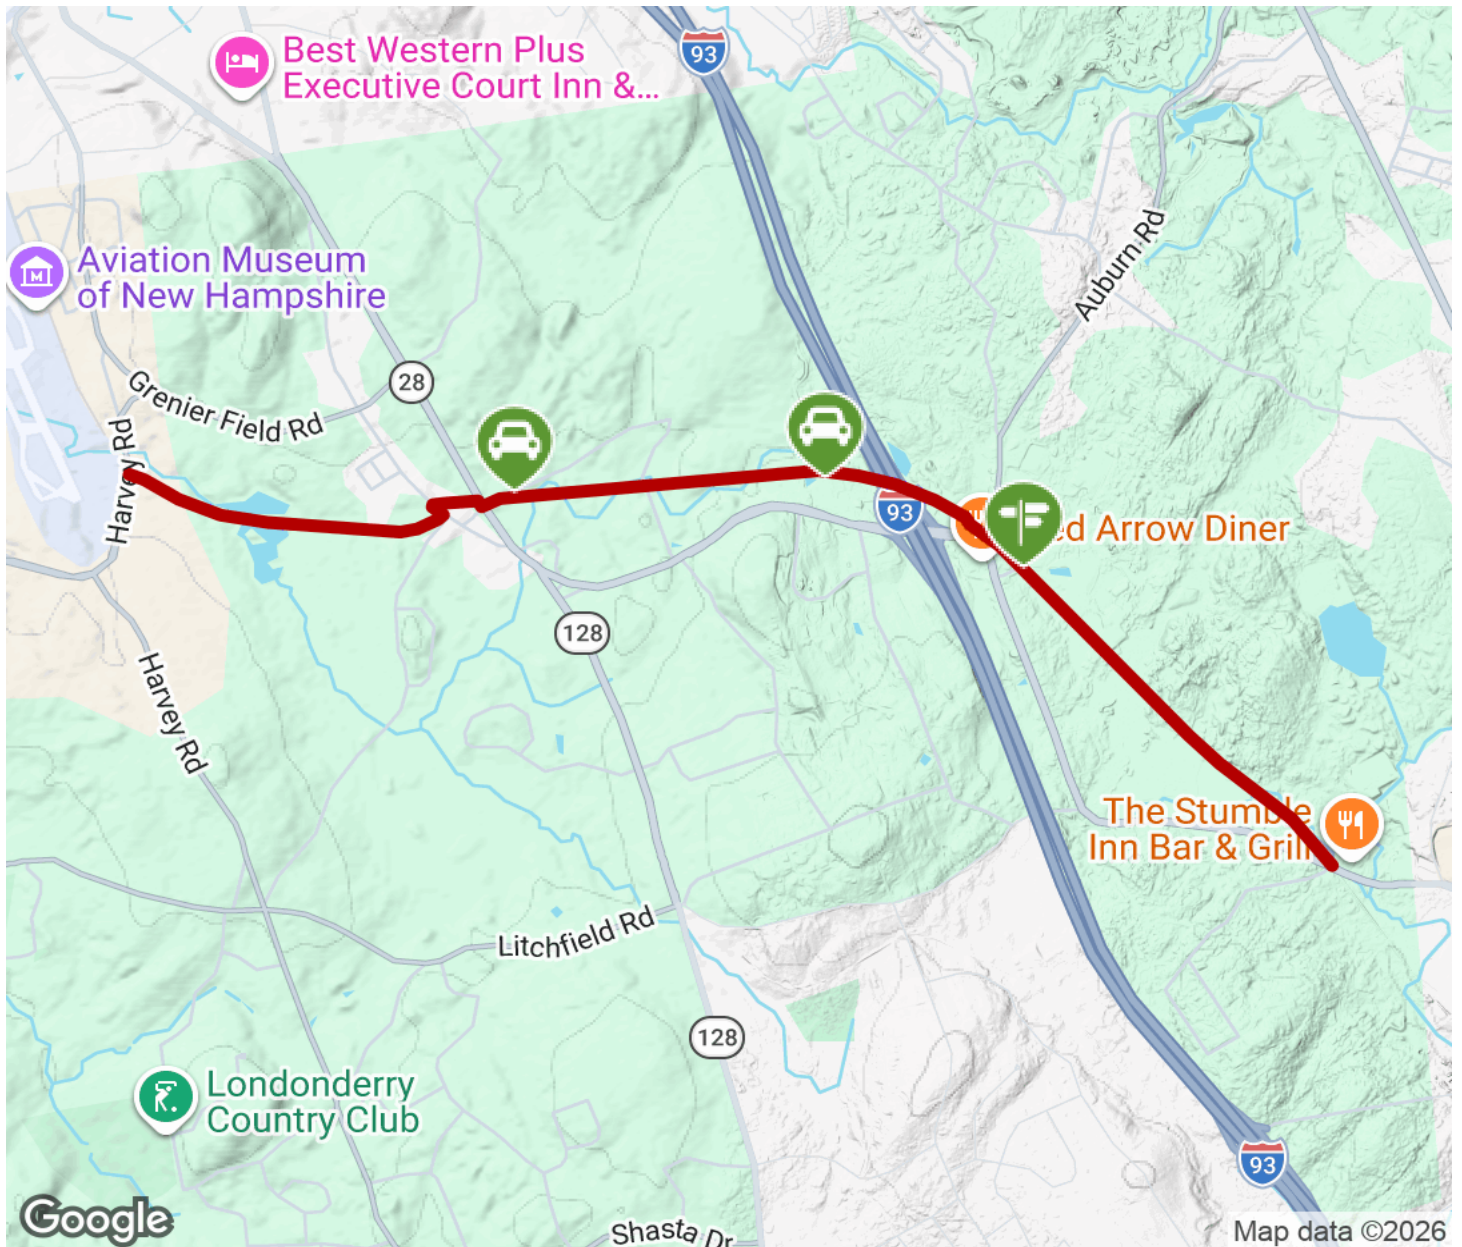 93
Best Western Plus
Executive Court Inn &...
Auburn Rd
Aviation Museum
of New Hampshire
28
Grenier Field Rd
Harvey Rd
93
ed Arrow Diner
128
Harvey Rd
The Stumble
Inn Bar & Grill
Litchfield Rd
128
Londonderry
Country Club
93
Google
Shasta Dr
Map data ©2026